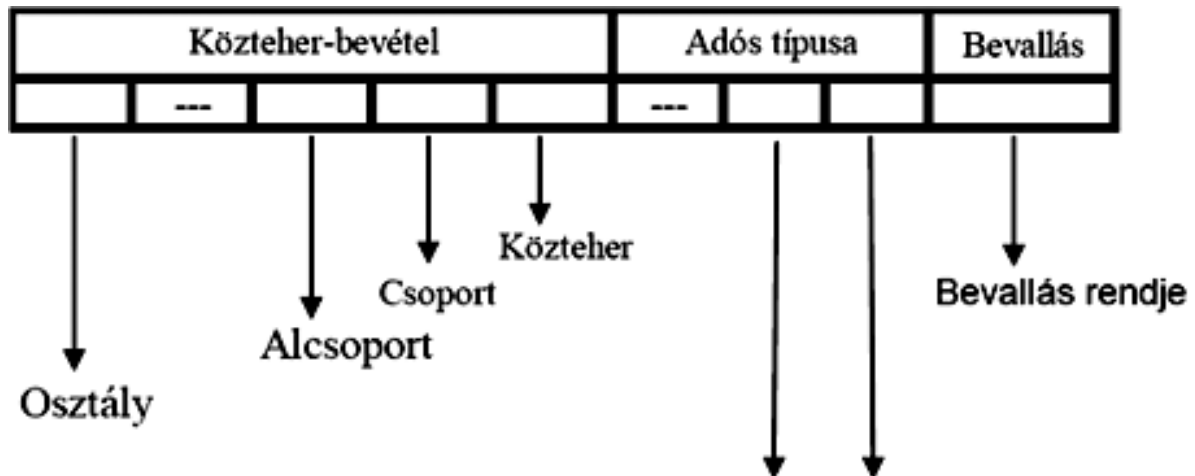 Közteher-bevétel Adós típusa Bevallás
--- ---
Közteher
Csoport Bevallás rendje
Alcsoport
Osztály